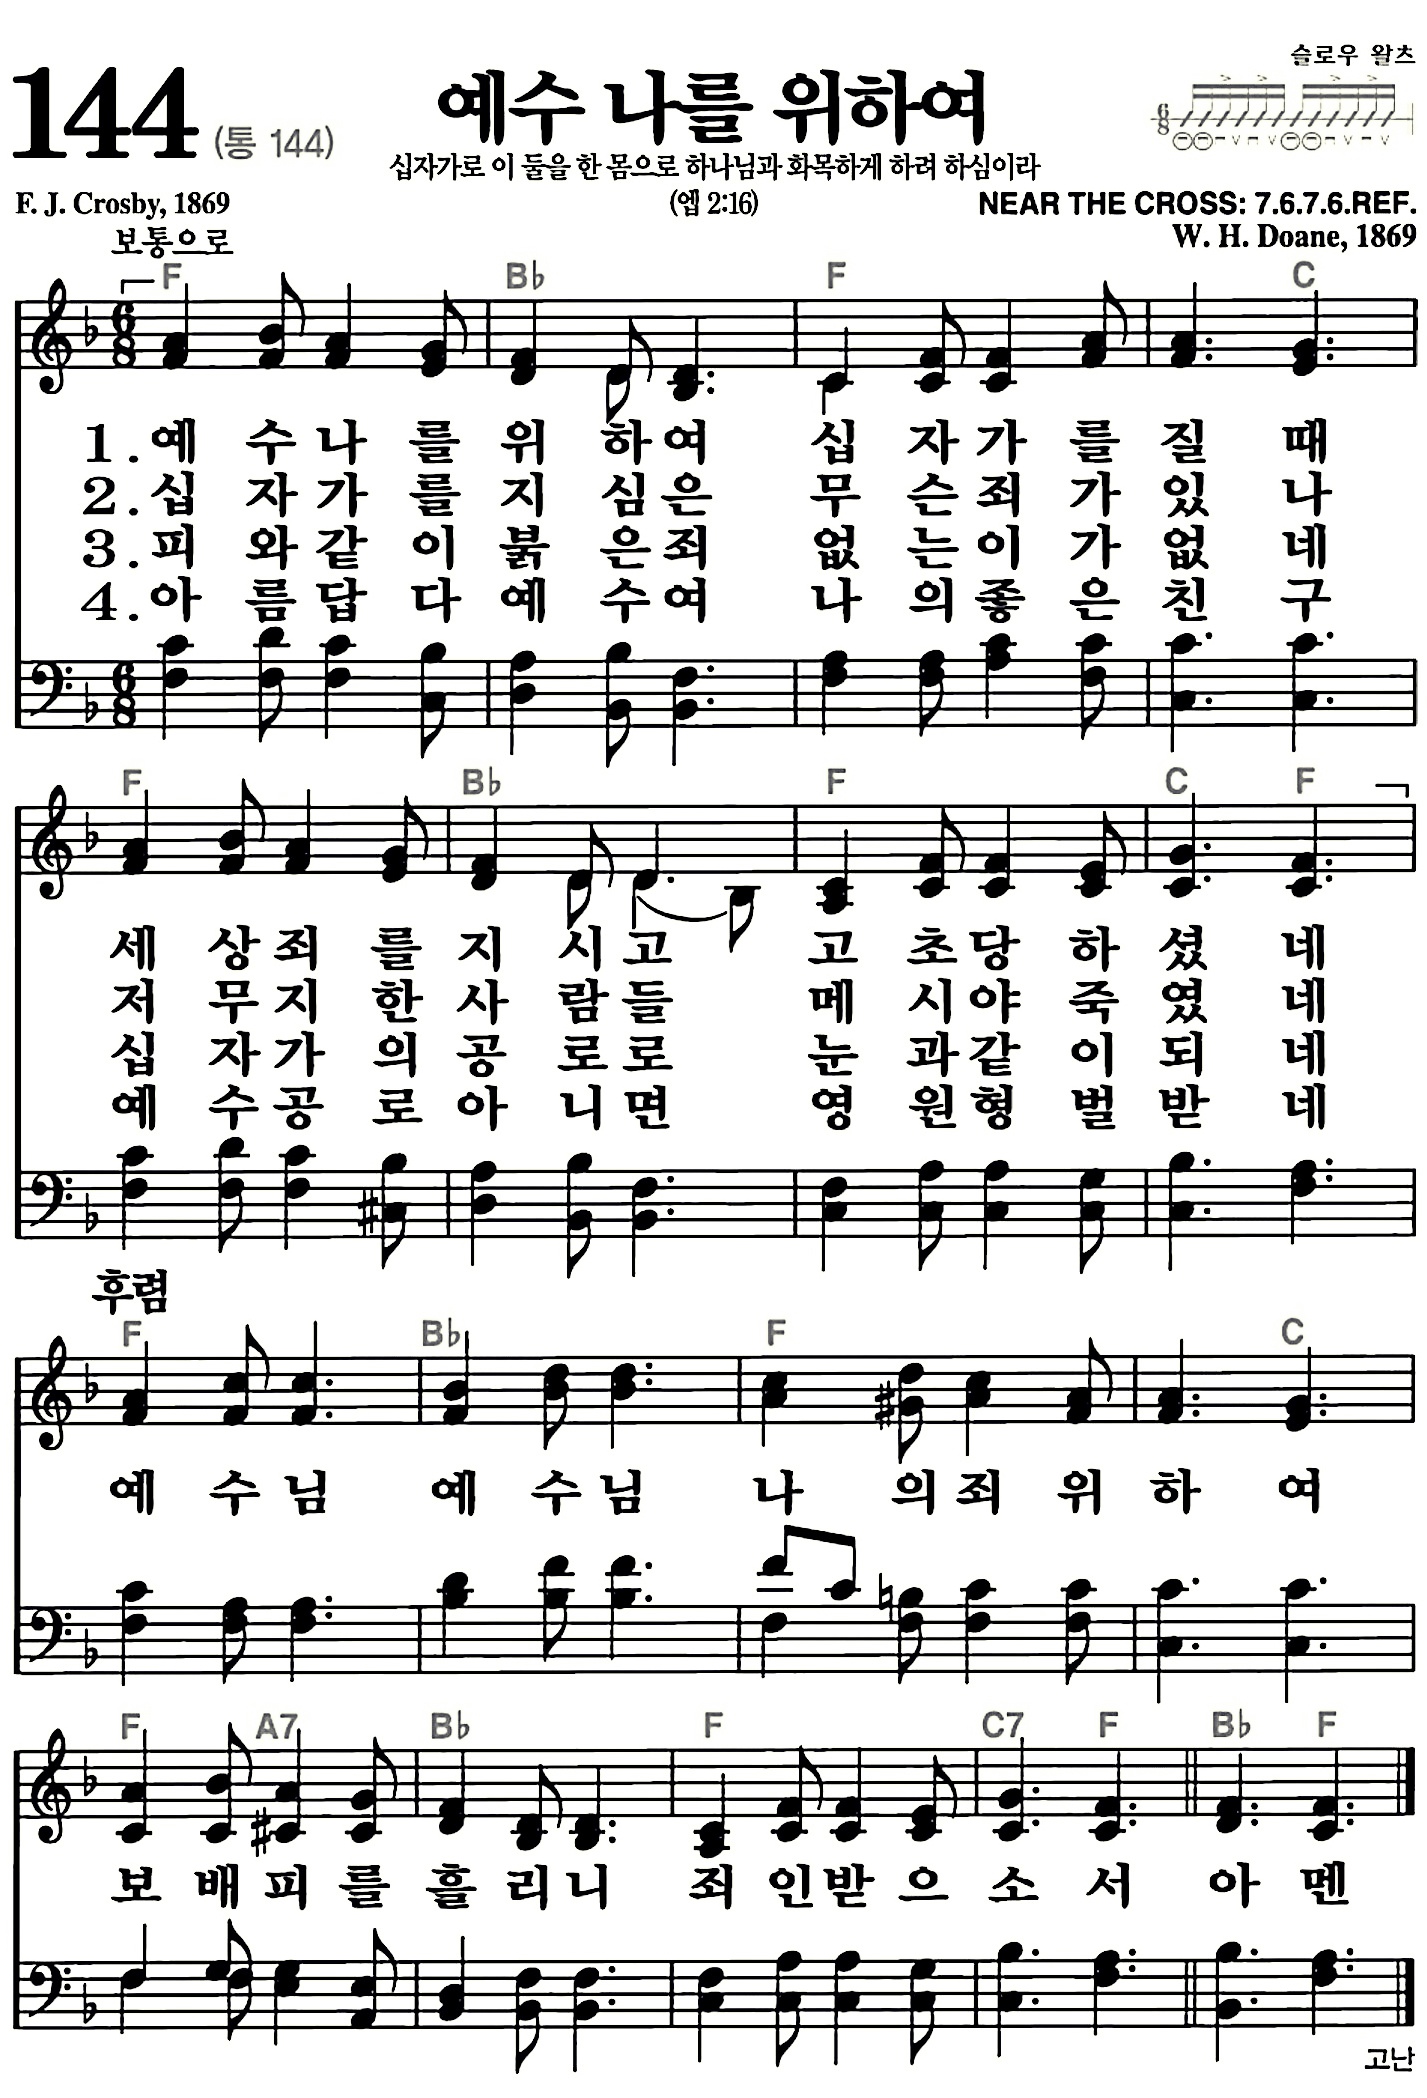 슬로우 왈츠
144 (통 144)
예수 나를 위하여
십자가로 이 둘을 한 몸으로 하나님과 화목하게 하려 하심이라
(엡 2:16)
F. J. Crosby, 1869
NEAR THE CROSS: 7.6.7.6.REF.
W. H. Doane, 1869
보통으로
F B♭ F C
6 8
1.예 수 나 를 위 하 여 십 자 가 를 질 때
2.십 자 가 를 지 심 은 무 슨 죄 가 있 나
3.피 와 같 이 붉 은 죄 없 는 이 가 없 네
4.아 름 답 다 예 수 여 나 의 좋 은 친 구
6 8
F B♭ F C F
세 상 죄 를 지 시 고 고 초 당 하 셨 네
저 무 지 한 사 람 들 메 시 야 죽 였 네
십 자 가 의 공 로 로 눈 과 같 이 되 네
예 수 공 로 아 니 면 영 원 형 벌 받 네
후렴
F B♭ F C
예 수 님 예 수 님 나 의 죄 위 하 여
F A7 B♭ F C7 F B♭ F
보 배 피 를 흘 리 니 죄 인 받 으 소 서 아 멘
고난